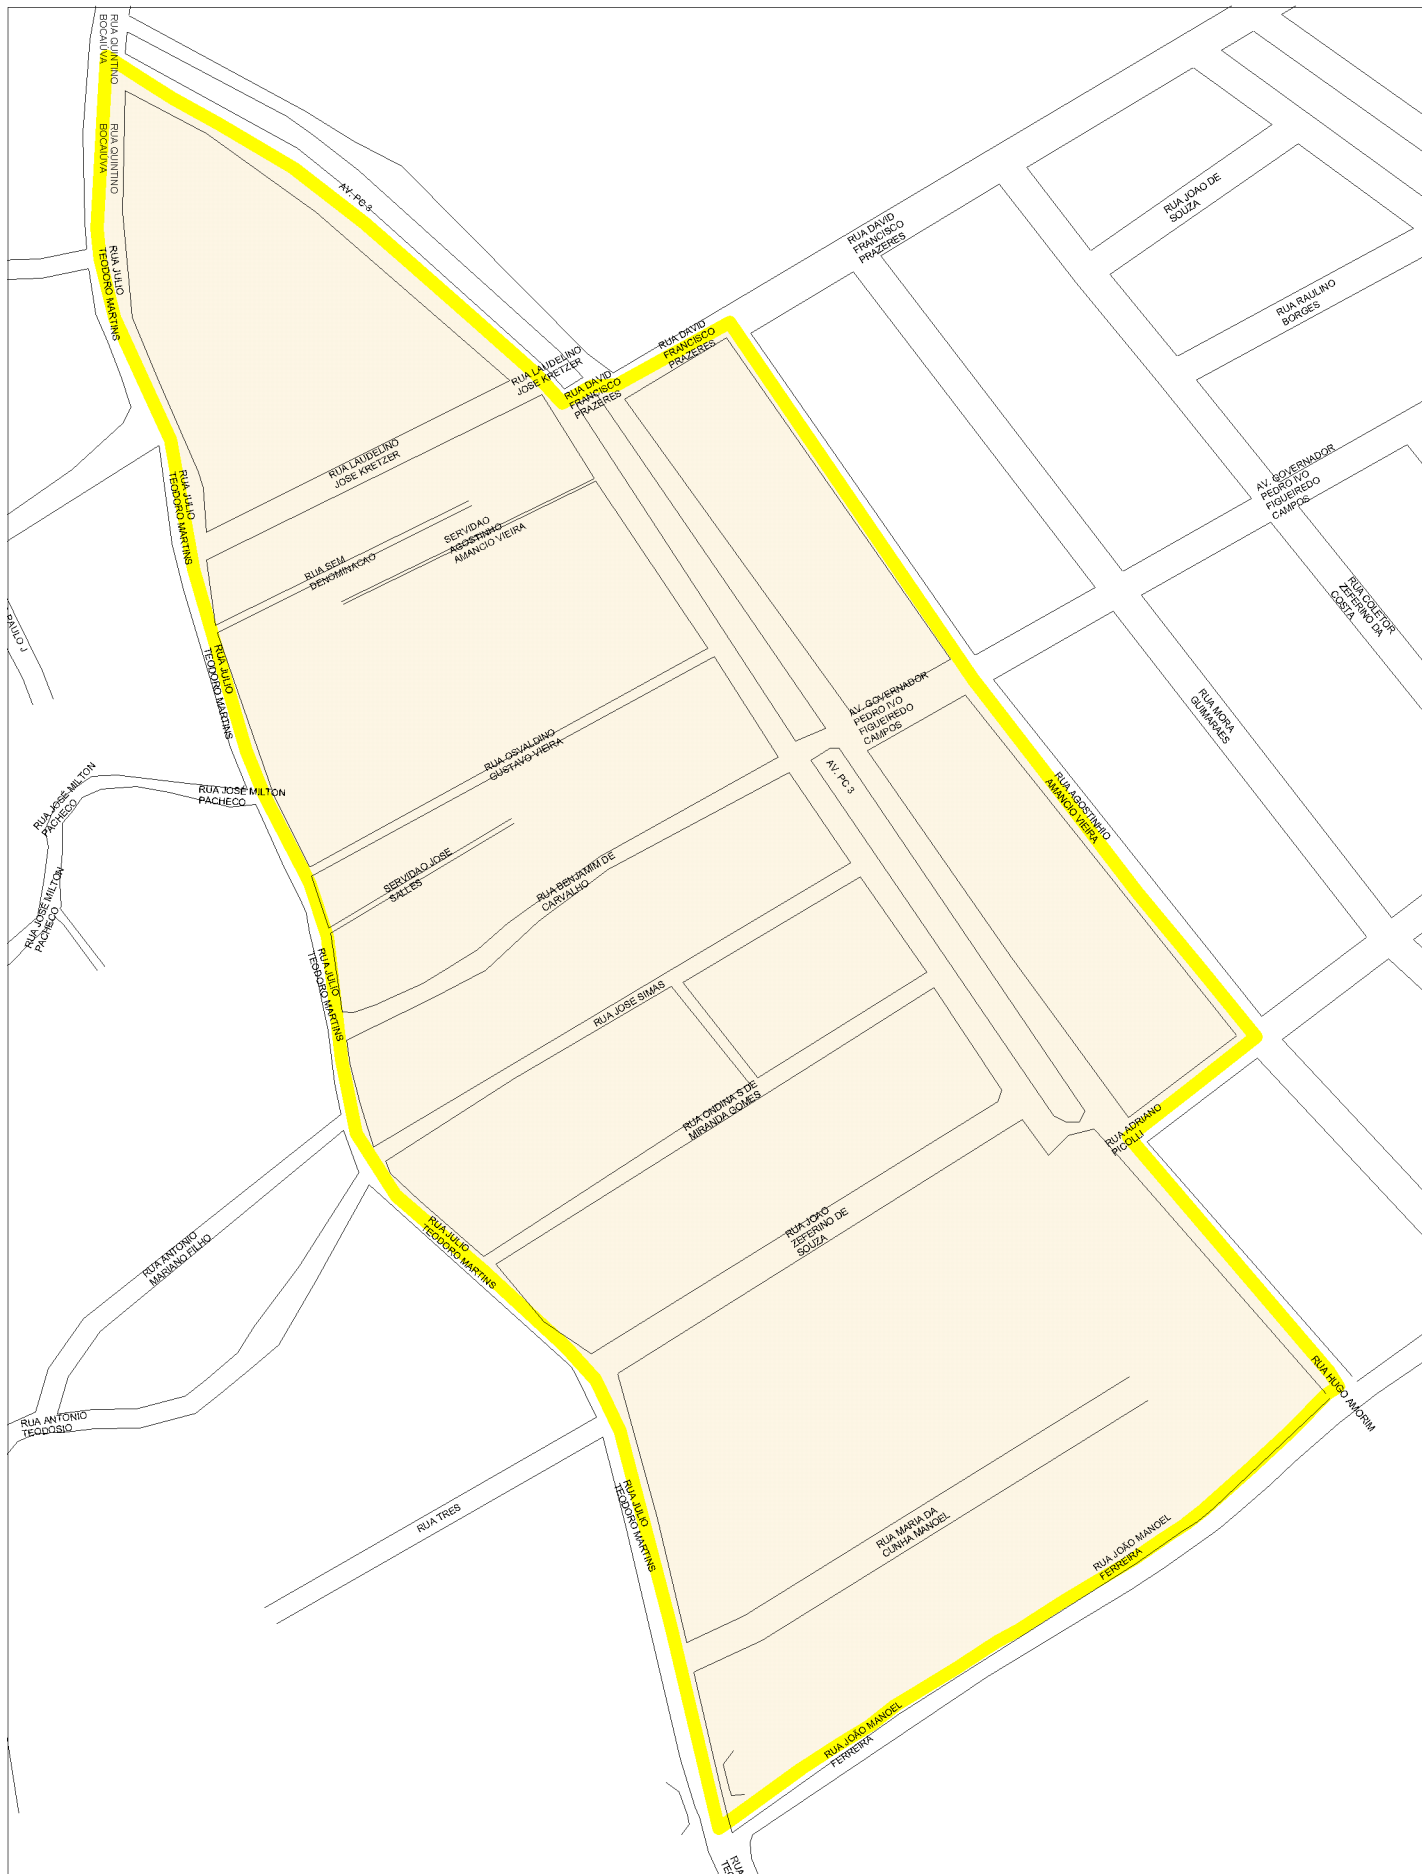 RUA QUINTINO
BOCAIÚVA
RUA QUINTINO
BOCAIÚVA
AV. PC-3
RUA JULIO
TEODORO MARTINS
RUA DAVID
FRANCISCO
PRAZERES
RUA JOAO DE
SOUZA
RUA RAULINO
BORGES
RUA DAVID
FRANCISCO
PRAZERES
RUA LAUDELINO
JOSE KRETZER
RUA DAVID
FRANCISCO
PRAZERES
RUA LAUDELINO
JOSE KRETZER
RUA JULIO
TEODORO MARTINS
AV. GOVERNADOR
PEDRO IVO
FIGUEIREDO
CAMPOS
SERVIDAO
AGOSTINHO
AMANCIO VIEIRA
RUA SEM
DENOMINACAO
RUA COLETOR
ZEFERINO DA
COSTA
PAULO J
RUA JULIO
TEODORO MARTINS
AV. GOVERNADOR
PEDRO IVO
FIGUEIREDO
CAMPOS
RUA MORA
GUIMARAES
RUA OSVALDINO
GUSTAVO VIEIRA
RUA JOSÉ MILTON
PACHECO
RUA JOSÉ MILTON
PACHECO
AV. PC 3
RUA AGOSTINHIO
AMANCIO VIEIRA
SERVIDAO JOSE
SALLES
RUA BENJAMIM DE
CARVALHO
RUA JOSÉ MILTON
PACHECO
RUA JULIO
TEODORO MARTINS
RUA JOSE SIMAS
RUA ONDINA S DE
MIRANDA GOMES
RUA ADRIANO
PICOLLI
RUA JULIO
TEODORO MARTINS
RUA JOAO
ZEFERINO DE
SOUZA
RUA ANTONIO
MARIANO FILHO
RUA HUGO AMORIM
RUA ANTONIO
TEODOSIO
RUA TRES
RUA JULIO
TEODORO MARTINS
RUA MARIA DA
CUNHA MANOEL
RUA JOÃO MANOEL
FERREIRA
RUA JOÃO MANOEL
FERREIRA
RUA
TEO